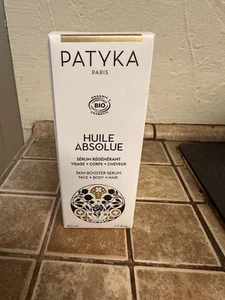 PATYKA
PARIS
BIO
HUILE
ABSOLUE
SÉRUM RÉGÉNÉRANT
VISAGE + CORPS + CHEVEUX
SKIN BOOSTER SERUM
FACE + BODY + HAIR